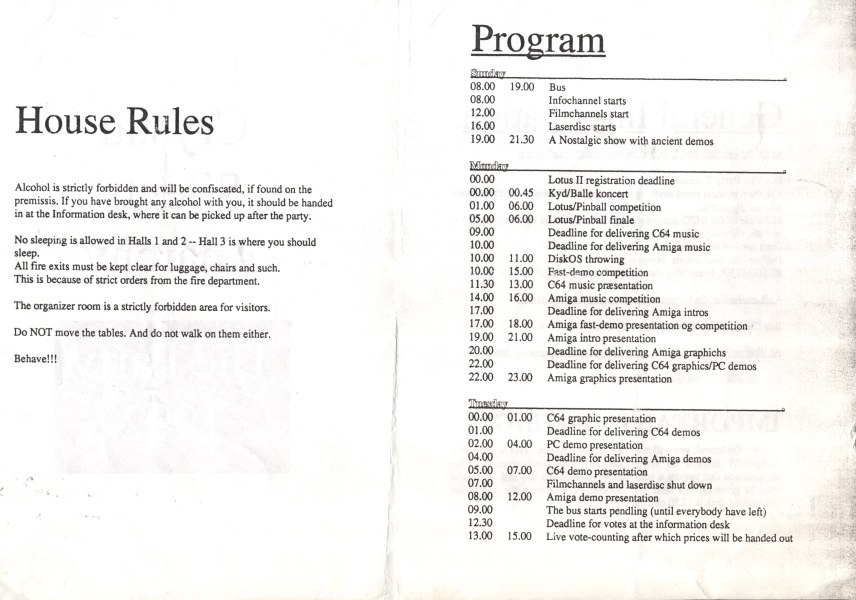 House Rules
Alcohol is strictly forbidden and will be confiscated, if found on the
premissis. If you have brought any alcohol with you, it should be handed
in at the Information desk, where it can be picked up after the party.
No sleeping is allowed in Halls 1 and 2 -- Hall 3 is where you should
sleep.
All fire exits must be kept clear for luggage, chairs and such.
This is because of strict orders from the fire department.
The organizer room is a strictly forbidden area for visitors.
Do NOT move the tables. And do not walk on them either.
Behave!!!
Program
Sunday
08.00 19.00 Bus
08.00 Infochannel starts
12.00 Filmchannels start
16.00 Laserdisc starts
19.00 21.30 A Nostalgic show with ancient demos
Monday
00.00 Lotus II registration deadline
00.00 00.45 Kyd/Balle koncert
01.00 06.00 Lotus/Pinball competition
05.00 06.00 Lotus/Pinball finale
09.00 Deadline for delivering C64 music
10.00 Deadline for delivering Amiga music
10.00 11.00 DiskOS throwing
10.00 15.00 Fast-demo competition
11.30 13.00 C64 music præsentation
14.00 16.00 Amiga music competition
17.00 Deadline for delivering Amiga intros
17.00 18.00 Amiga fast-demo presentation og competition
19.00 21.00 Amiga intro presentation
20.00 Deadline for delivering Amiga graphichs
22.00 Deadline for delivering C64 graphics/PC demos
22.00 23.00 Amiga graphics presentation
Tuesday
00.00 01.00 C64 graphic presentation
01.00 Deadline for delivering C64 demos
02.00 04.00 PC demo presentation
04.00 Deadline for delivering Amiga demos
05.00 07.00 C64 demo presentation
07.00 Filmchannels and laserdisc shut down
08.00 12.00 Amiga demo presentation
09.00 The bus starts pendling (until everybody have left)
12.30 Deadline for votes at the information desk
13.00 15.00 Live vote-counting after which prices will be handed out